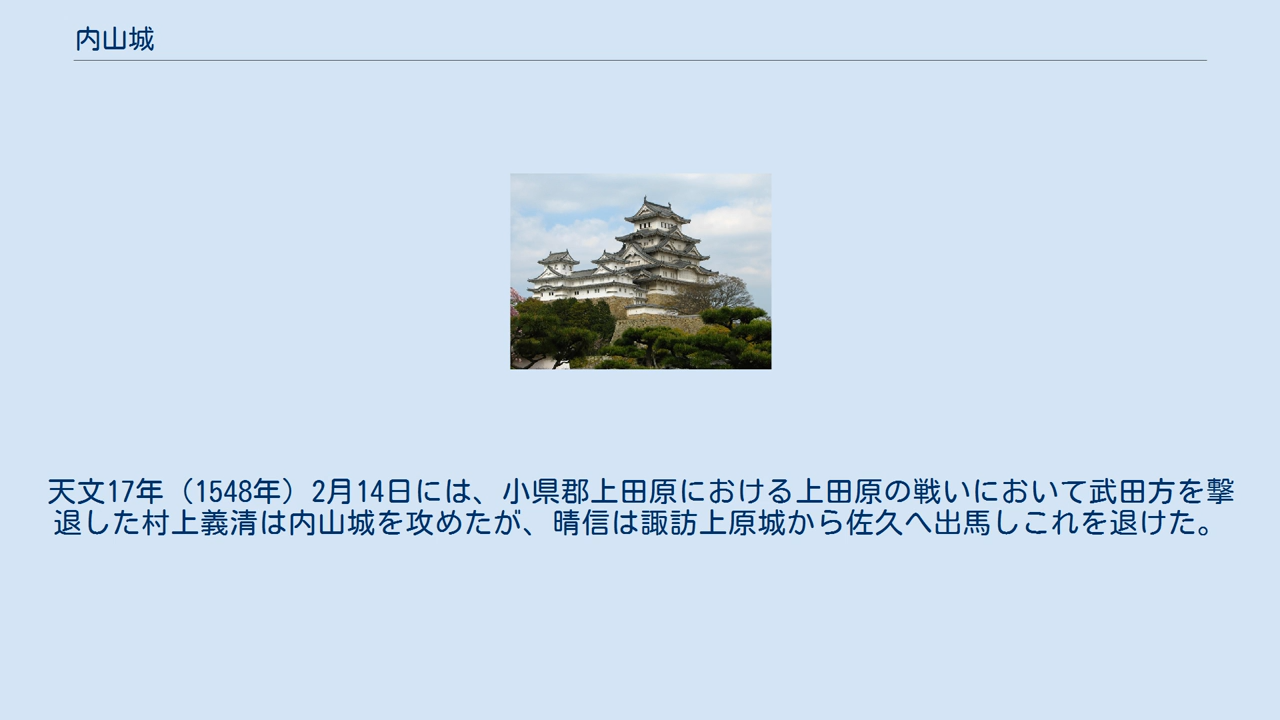 内山城
天文17年（1548年）2月14日には、小県郡上田原における上田原の戦いにおいて武田方を撃
退した村上義清は内山城を攻めたが、晴信は諏訪上原城から佐久へ出馬しこれを退けた。